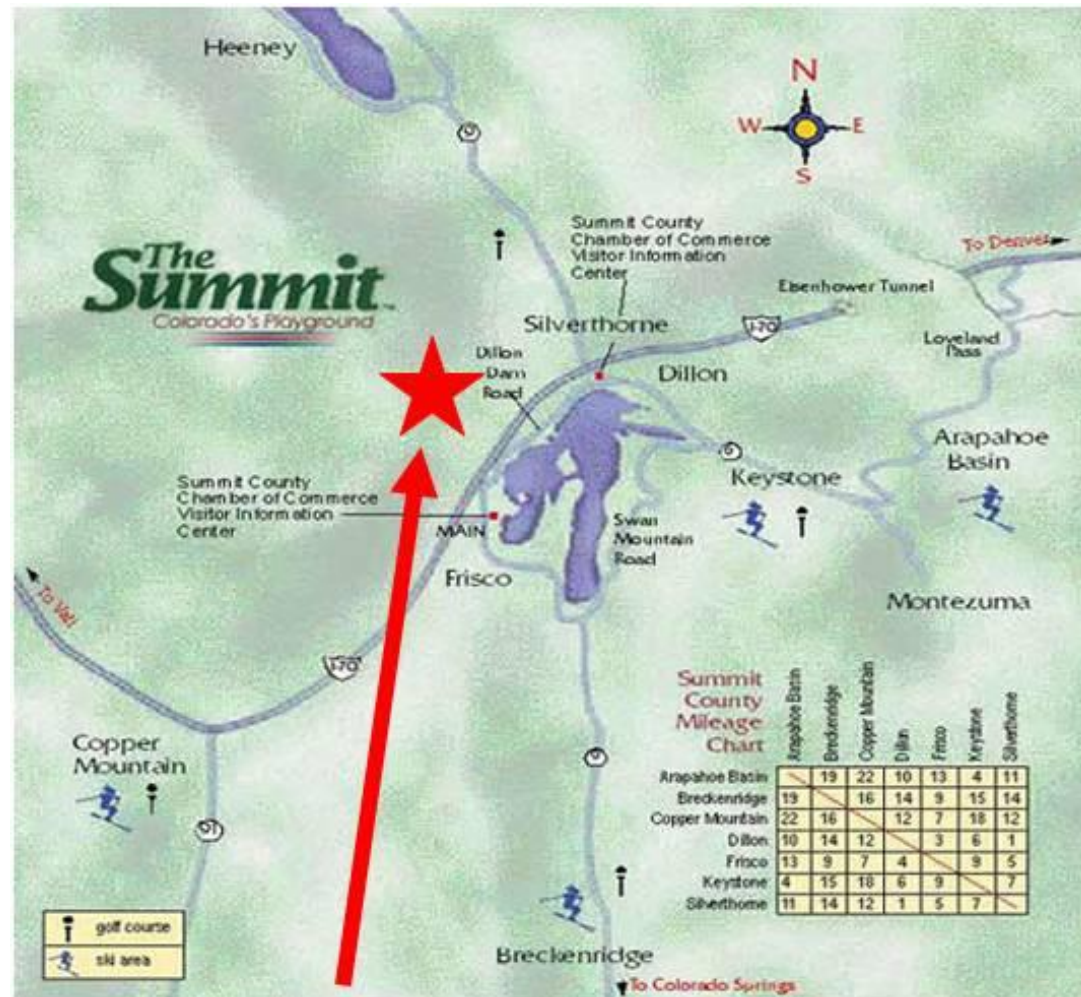 Heeney
N
W E
S
9
The
Summit™
Colorado's Playground
Summit County
Chamber of Commerce
Visitor Information
Center
To Denver
Eisenhower Tunnel
Silverthorne
I-70
Loveland
Pass
Dillon
Dam
Road
Dillon
Arapahoe
Basin
6
Keystone
Summit County
Chamber of Commerce
Visitor Information
Center
MAIN
Swan
Mountain
Road
Frisco
Montezuma
To Vail
I-70
Copper
Mountain
91
9
Summit
County
Mileage
Chart
Arapahoe Basin Breckenridge Copper Mountain Dillon Frisco Keystone Silverthorne
Arapahoe Basin 19 22 10 13 4 11
Breckenridge 19 16 14 9 15 14
Copper Mountain 22 16 12 7 18 12
Dillon 10 14 12 3 6 1
Frisco 13 9 7 4 9 5
Keystone 4 15 18 6 9 7
Silverthorne 11 14 12 1 5 7
golf course
ski area
Breckenridge
To Colorado Springs